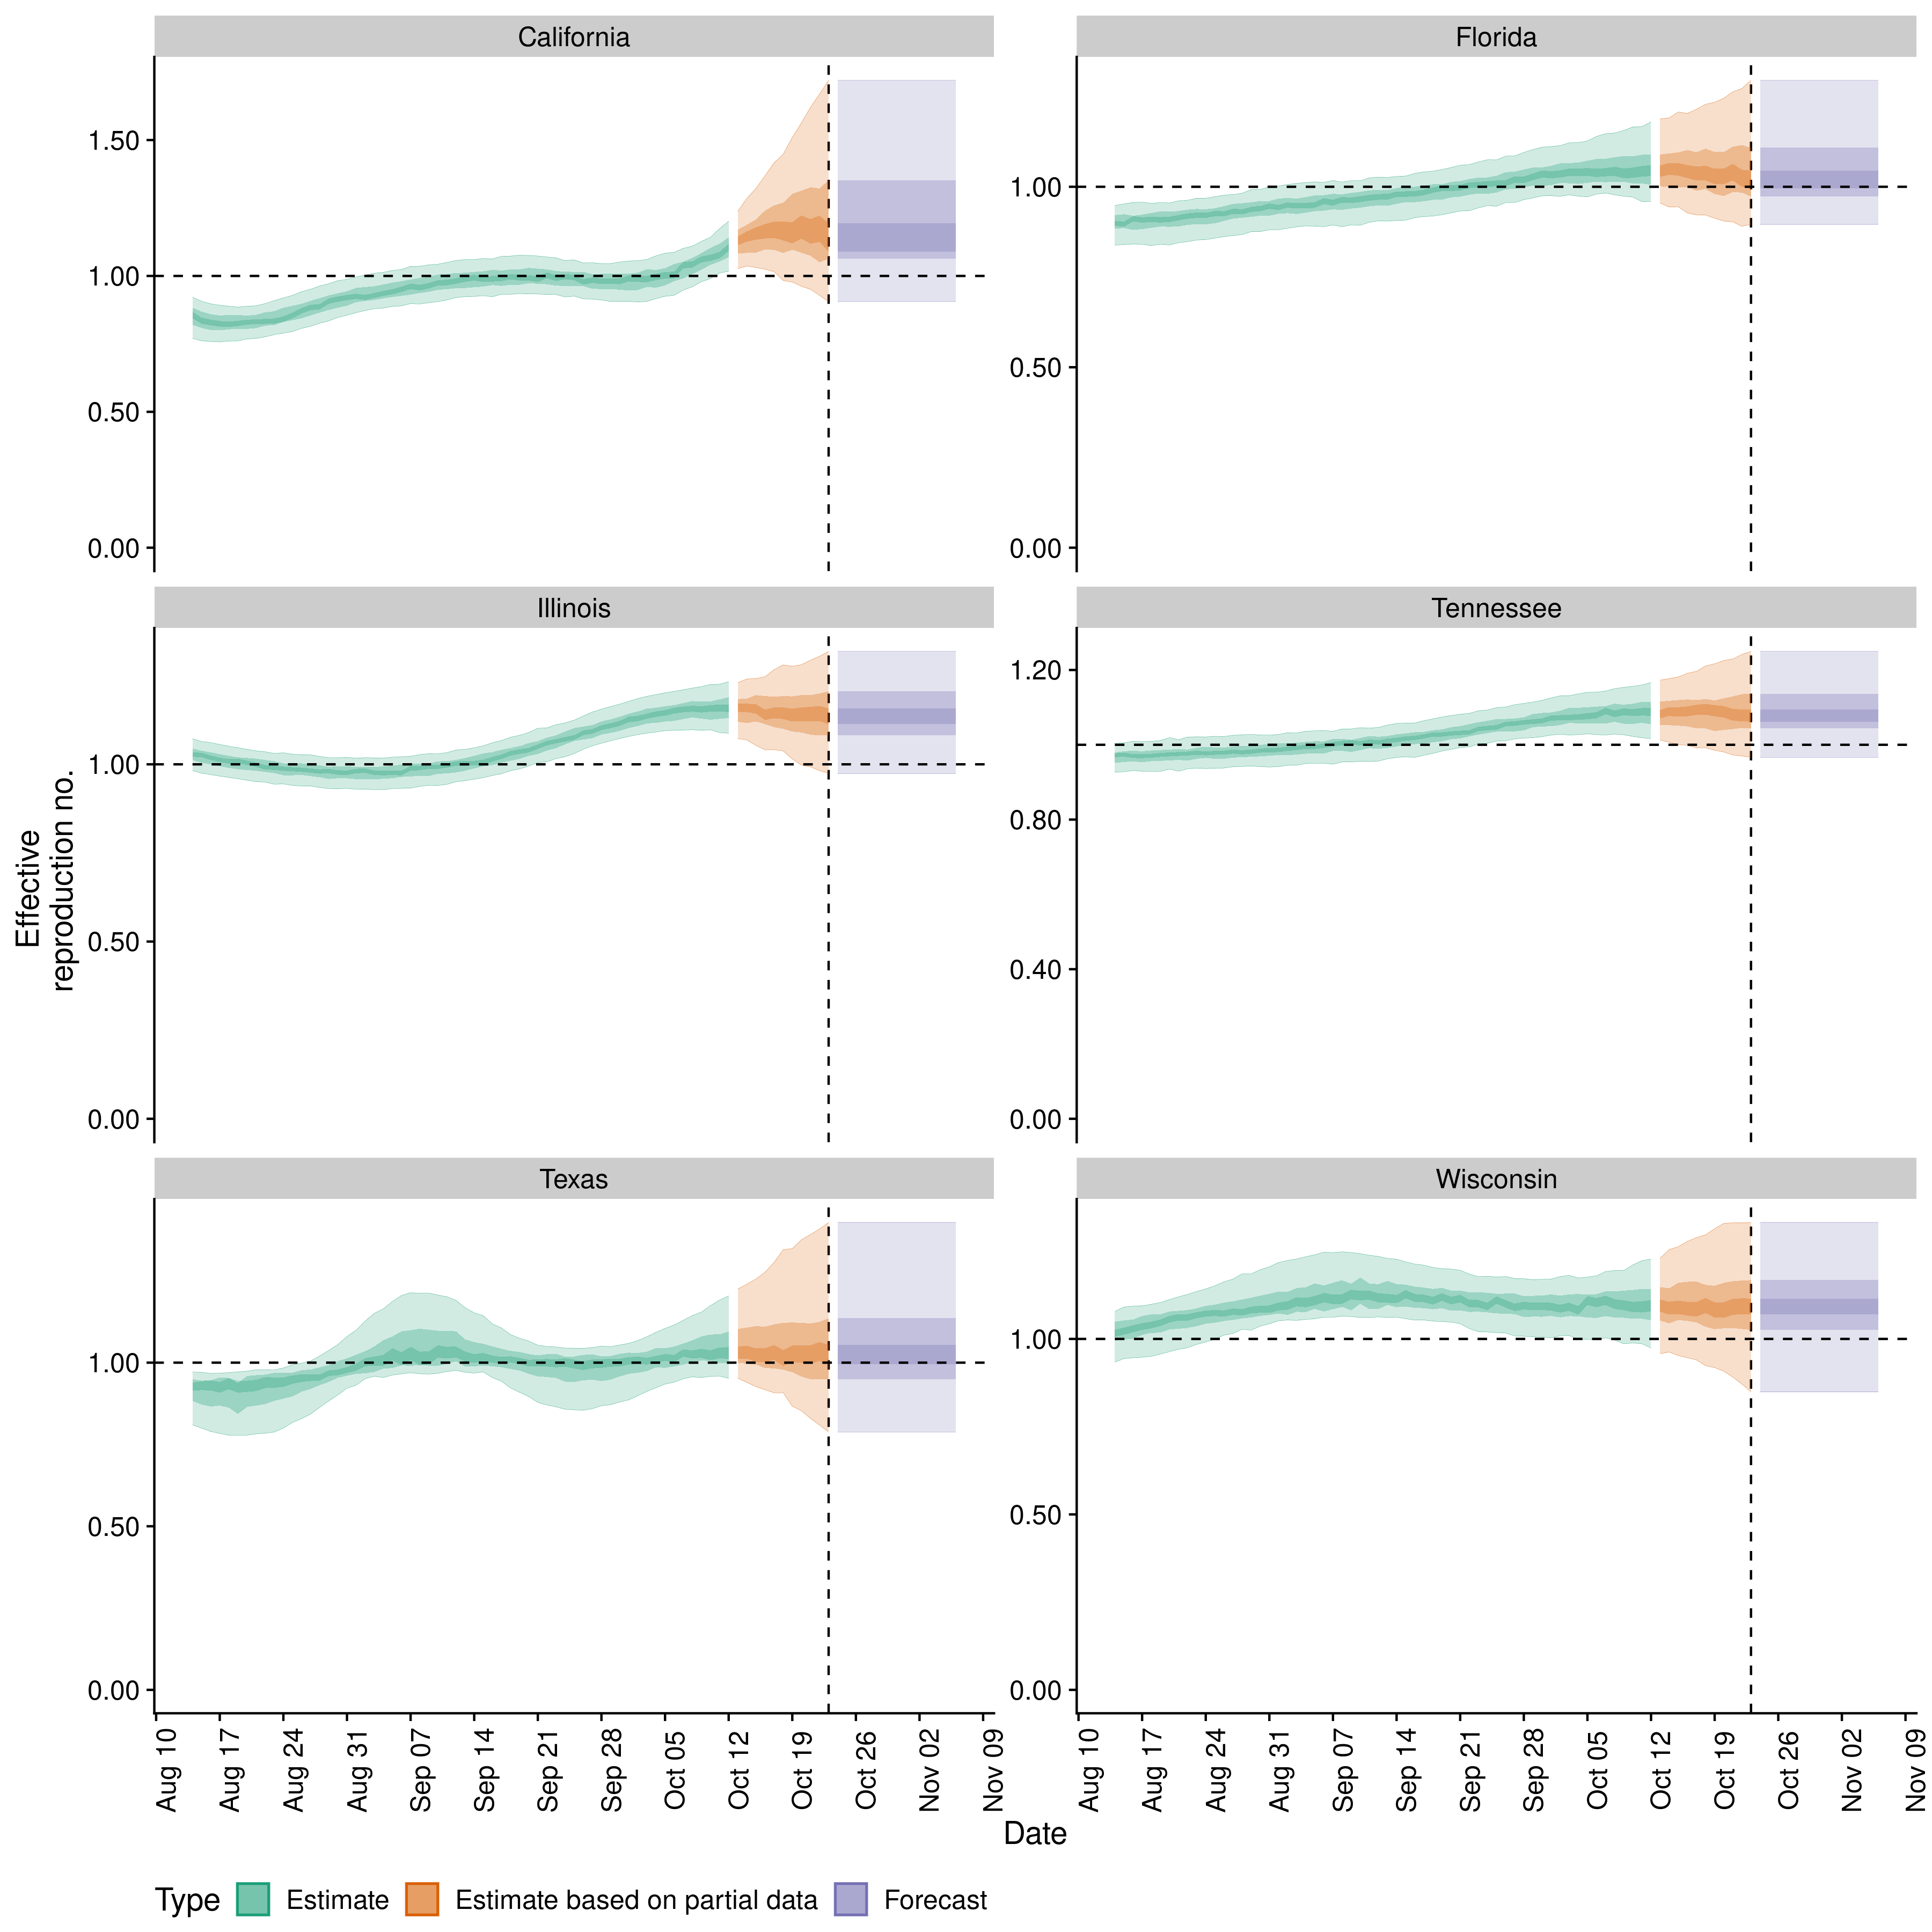 California
Florida
1.50
1.00
0.50
0.00
1.00
0.50
0.00
Illinois
Tennessee
1.00
0.50
0.00
1.20
0.80
0.40
0.00
Effective
reproduction no.
Texas
Wisconsin
1.00
0.50
0.00
1.00
0.50
0.00
Aug 10
Aug 17
Aug 24
Aug 31
Sep 07
Sep 14
Sep 21
Sep 28
Oct 05
Oct 12
Oct 19
Oct 26
Nov 02
Nov 09
Aug 10
Aug 17
Aug 24
Aug 31
Sep 07
Sep 14
Sep 21
Sep 28
Oct 05
Oct 12
Oct 19
Oct 26
Nov 02
Nov 09
Date
Type Estimate Estimate based on partial data Forecast